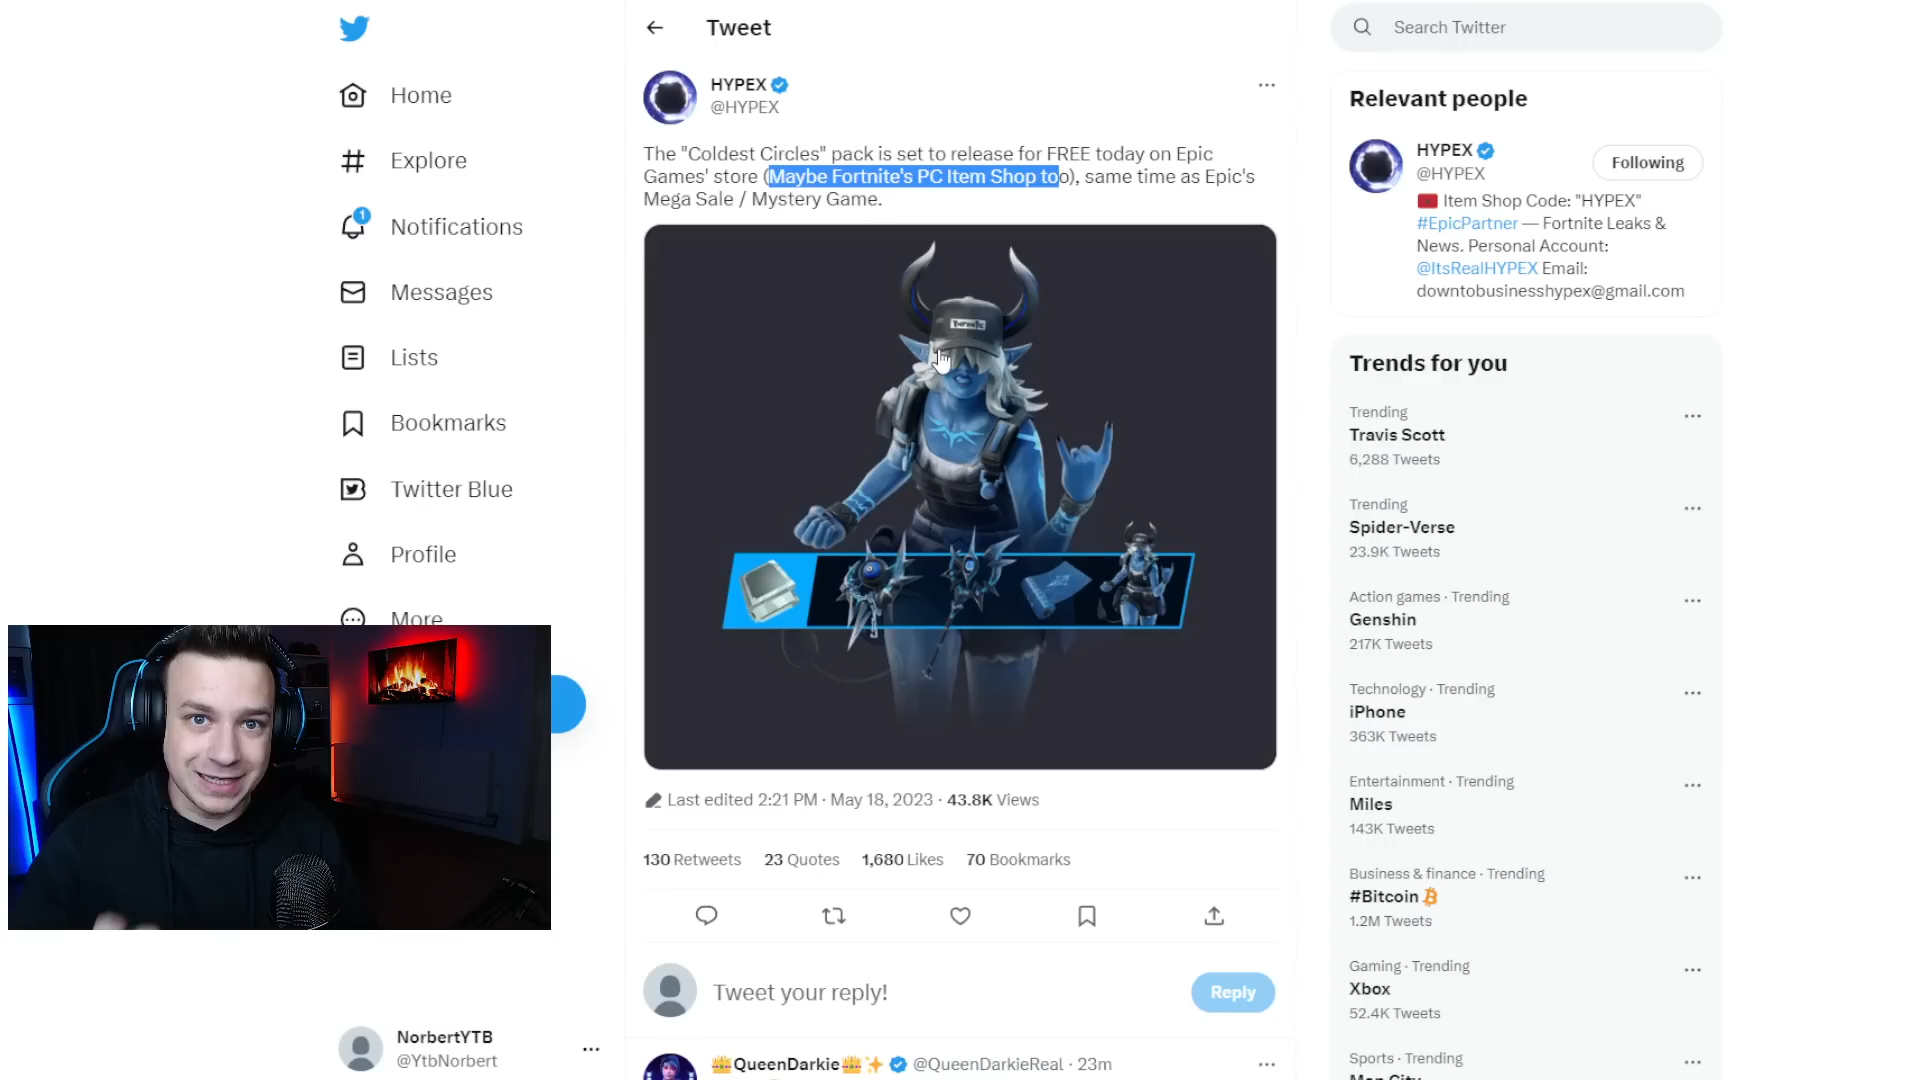 Home
Explore
1
Notifications
Messages
Lists
Bookmarks
Twitter Blue
Profile
More
NorbertYTB
@YtbNorbert
Tweet
HYPEX
@HYPEX
The "Coldest Circles" pack is set to release for FREE today on Epic
Games' store (Maybe Fortnite's PC Item Shop too), same time as Epic's
Mega Sale / Mystery Game.
Last edited 2:21 PM · May 18, 2023 · 43.8K Views
130 Retweets 23 Quotes 1,680 Likes 70 Bookmarks
Tweet your reply!
Reply
QueenDarkie @QueenDarkieReal · 23m
Search Twitter
Relevant people
HYPEX
@HYPEX
Following
Item Shop Code: "HYPEX"
#EpicPartner — Fortnite Leaks &
News. Personal Account:
@ItsRealHYPEX Email:
downtobusinesshypex@gmail.com
Trends for you
Trending
Travis Scott
6,288 Tweets
Trending
Spider-Verse
23.9K Tweets
Action games · Trending
Genshin
217K Tweets
Technology · Trending
iPhone
363K Tweets
Entertainment · Trending
Miles
143K Tweets
Business & finance · Trending
#Bitcoin
1.2M Tweets
Gaming · Trending
Xbox
52.4K Tweets
Sports · Trending
Man City